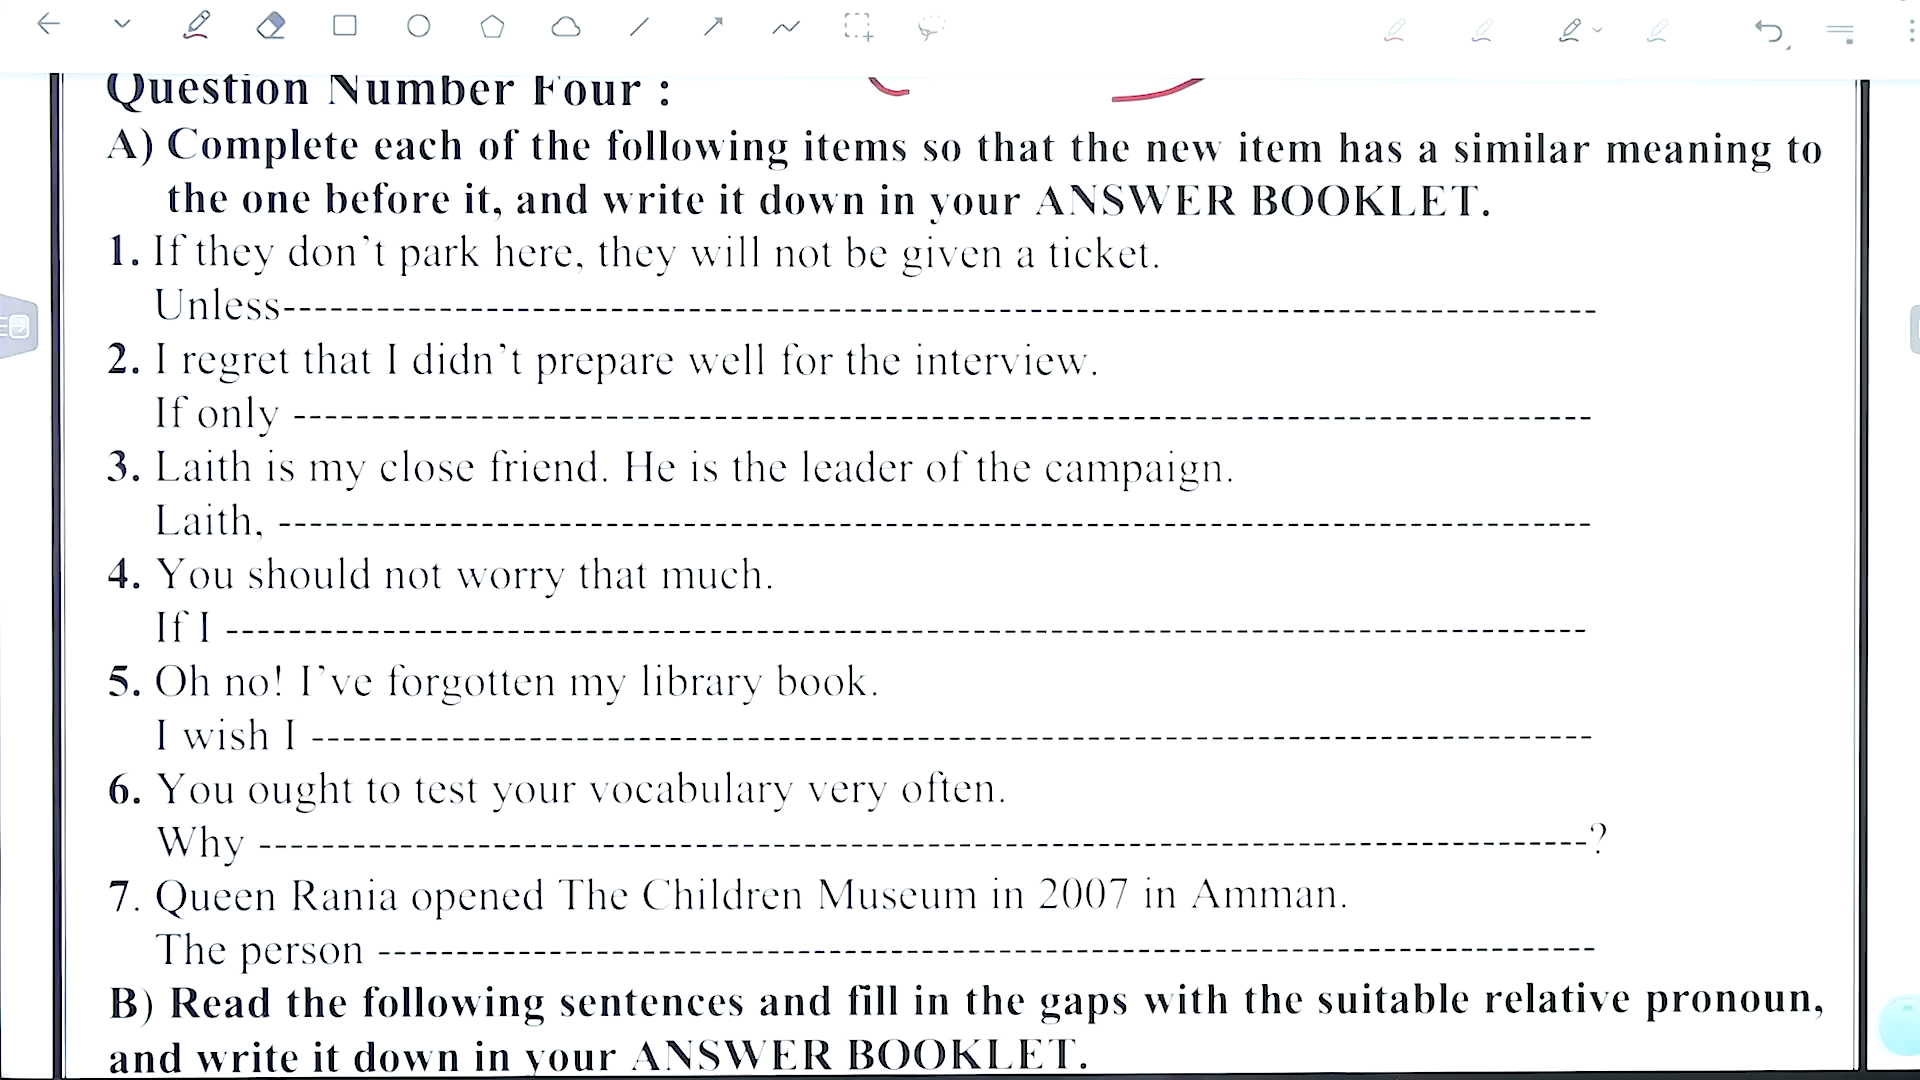 Question Number Four :
A) Complete each of the following items so that the new item has a similar meaning to
the one before it, and write it down in your ANSWER BOOKLET.
1. If they don't park here, they will not be given a ticket.
Unless------------------------------------------------------------
2. I regret that I didn't prepare well for the interview.
If only ------------------------------------------------------------
3. Laith is my close friend. He is the leader of the campaign.
Laith, ------------------------------------------------------------
4. You should not worry that much.
If I ------------------------------------------------------------
5. Oh no! I've forgotten my library book.
I wish I ------------------------------------------------------------
6. You ought to test your vocabulary very often.
Why ------------------------------------------------------------?
7. Queen Rania opened The Children Museum in 2007 in Amman.
The person ------------------------------------------------------------
B) Read the following sentences and fill in the gaps with the suitable relative pronoun,
and write it down in your ANSWER BOOKLET.